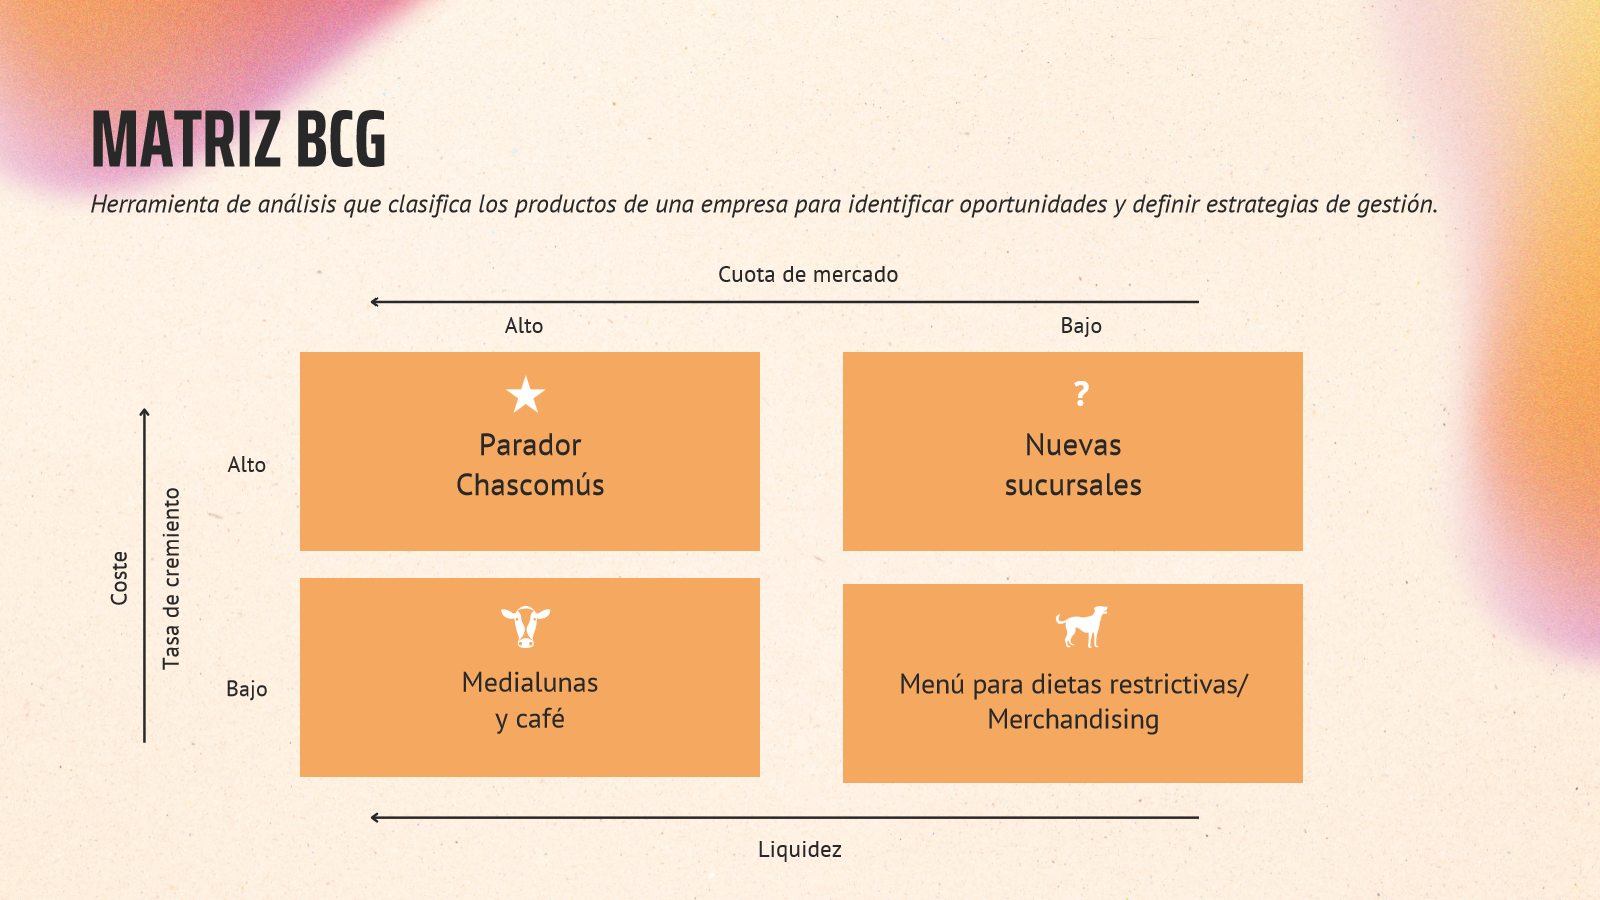 MATRIZ BCG
Herramienta de análisis que clasifica los productos de una empresa para identificar oportunidades y definir estrategias de gestión.
Cuota de mercado
Alto
Bajo
Coste
Tasa de cremiento
Alto
?
Parador
Chascomús
Nuevas
sucursales
Bajo
Medialunas
y café
Menú para dietas restrictivas/
Merchandising
Liquidez